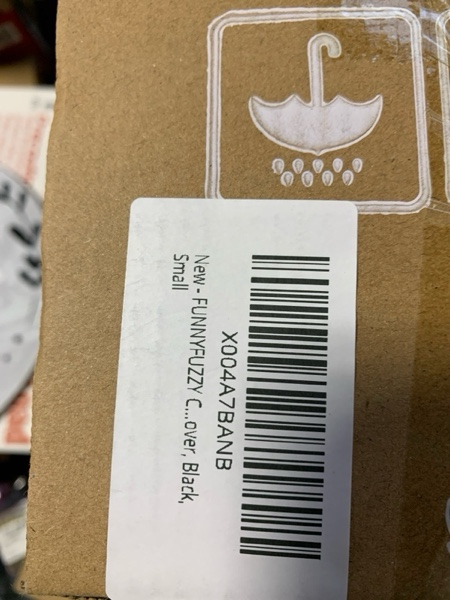 X004A7BANB
New - FUNNYFUZZY C...over, Black,
Small